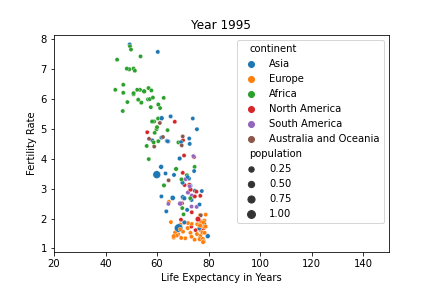 Year 1995
8
7
6
5
4
3
2
1
Fertility Rate
20
40
60
80
100
120
140
Life Expectancy in Years
continent
Asia
Europe
Africa
North America
South America
Australia and Oceania
population
0.25
0.50
0.75
1.00